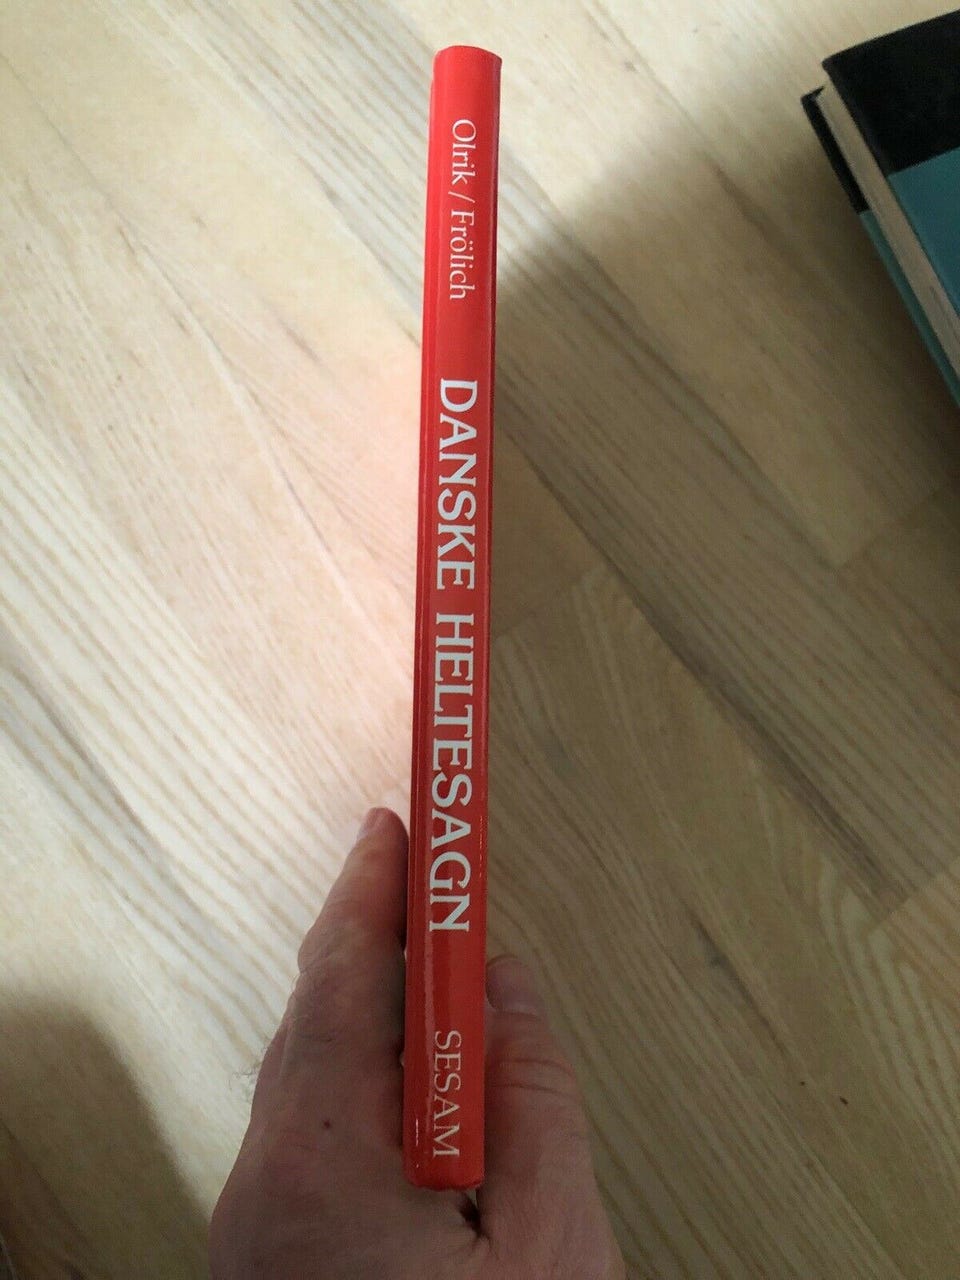 Olrik / Frölich
DANSKE HELTESAGN
SESAM